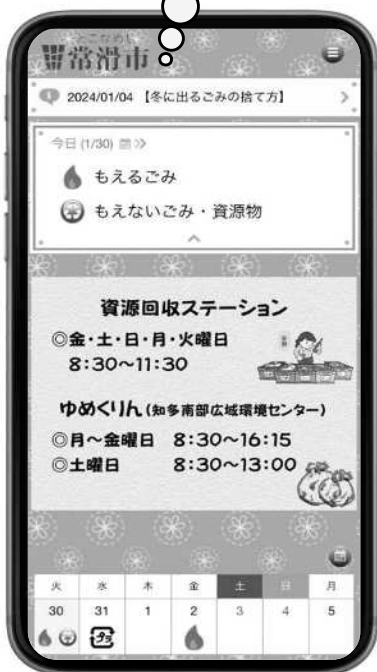 とこなめし
常滑市
2024/01/04 【冬に出るごみの捨て方】
今日 (1/30)
もえるごみ
もえないごみ・資源物
資源回収ステーション
◎金・土・日・月・火曜日
8:30~11:30
ゆめくりん(知多南部広域環境センター)
◎月~金曜日 8:30~16:15
◎土曜日 8:30~13:00
火 水 木 金 土 日 月
30 31 1 2 3 4 5
プラ